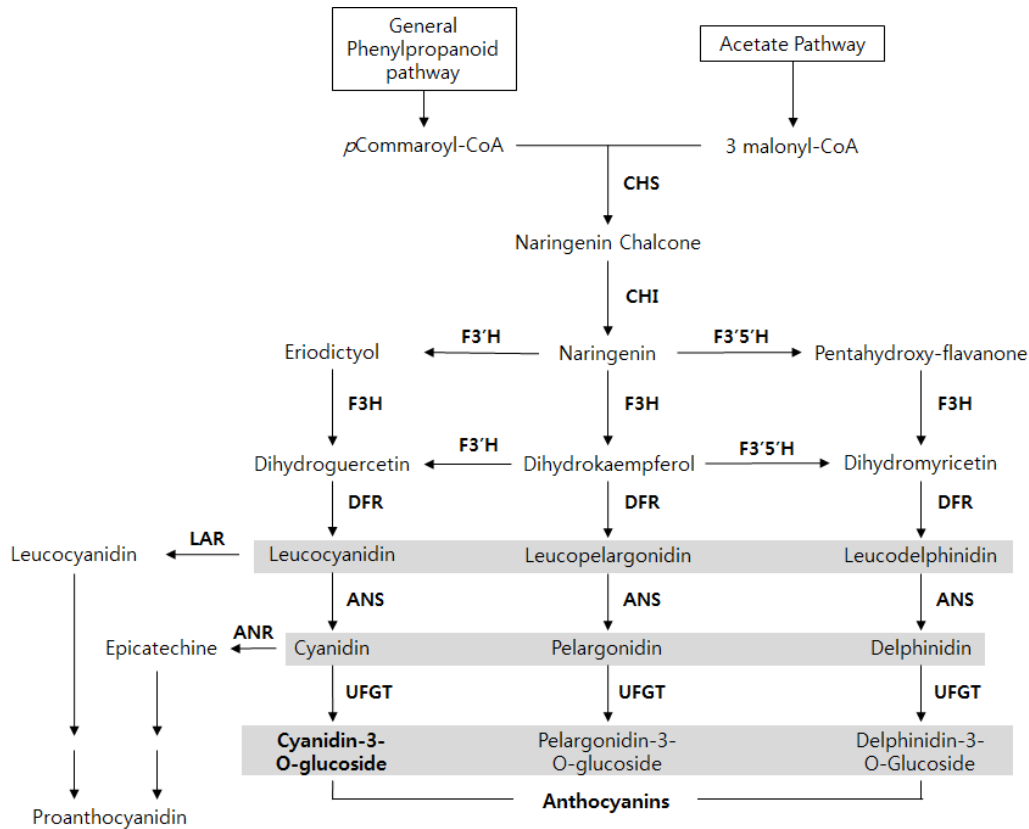 General
Phenylpropanoid
pathway
Acetate Pathway
pCommaroyl-CoA
3 malonyl-CoA
CHS
Naringenin Chalcone
CHI
Eriodictyol
F3'H
Naringenin
F3'5'H
Pentahydroxy-flavanone
F3H
F3H
F3H
Dihydroguercetin
F3'H
Dihydrokaempferol
F3'5'H
Dihydromyricetin
DFR
DFR
DFR
Leucocyanidin
LAR
Leucocyanidin
Leucopelargonidin
Leucodelphinidin
ANS
ANS
ANS
Epicatechine
ANR
Cyanidin
Pelargonidin
Delphinidin
UFGT
UFGT
UFGT
Cyanidin-3-
O-glucoside
Pelargonidin-3-
O-glucoside
Delphinidin-3-
O-Glucoside
Anthocyanins
Proanthocyanidin